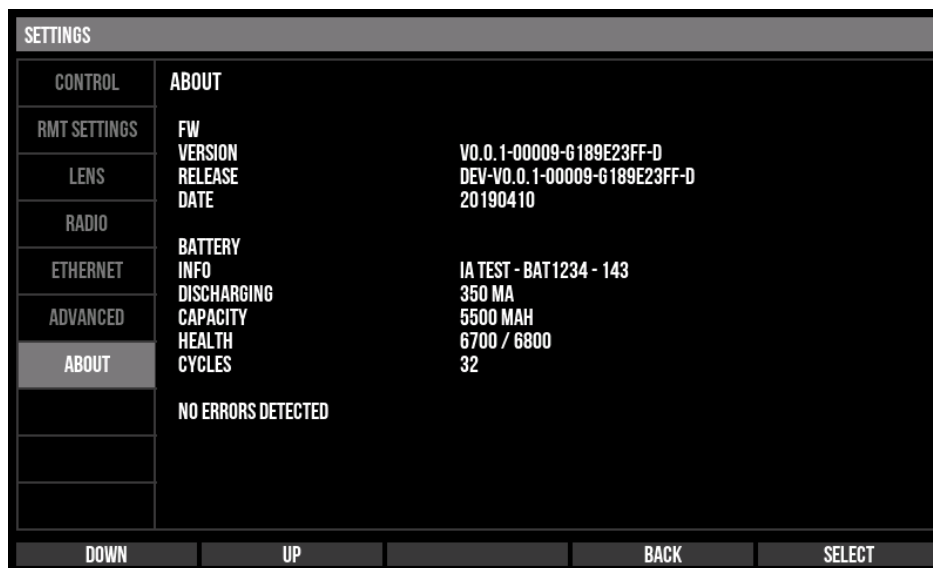 SETTINGS
CONTROL
RMT SETTINGS
LENS
RADIO
ETHERNET
ADVANCED
ABOUT
ABOUT
FW
VERSION V0.0.1-00009-G189E23FF-D
RELEASE DEV-V0.0.1-00009-G189E23FF-D
DATE 20190410
BATTERY
INFO IA TEST - BAT1234 - 143
DISCHARGING 350 MA
CAPACITY 5500 MAH
HEALTH 6700 / 6800
CYCLES 32
NO ERRORS DETECTED
DOWN UP BACK SELECT